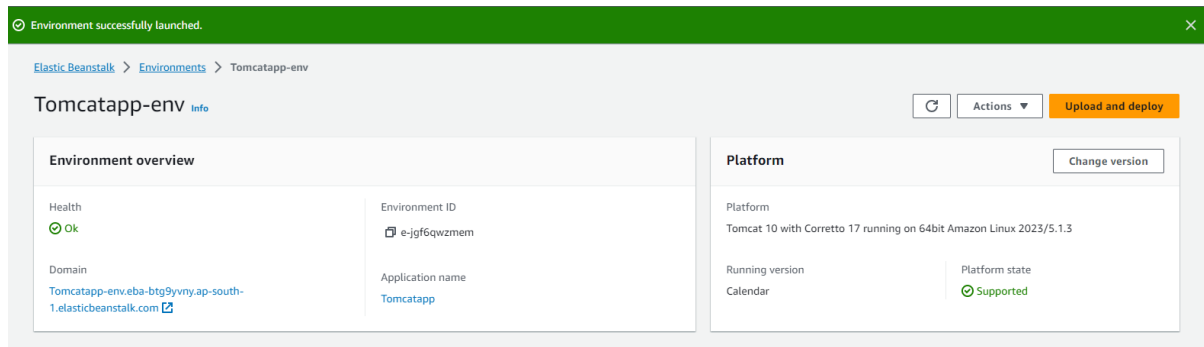 Environment successfully launched.
Elastic Beanstalk > Environments > Tomcatapp-env
Tomcatapp-env Info
Actions
Upload and deploy
Environment overview
Health
Ok
Environment ID
e-jgf6qwzmem
Domain
Tomcatapp-env.eba-btg9yvny.ap-south-
1.elasticbeanstalk.com
Application name
Tomcatapp
Platform
Change version
Platform
Tomcat 10 with Corretto 17 running on 64bit Amazon Linux 2023/5.1.3
Running version
Calendar
Platform state
Supported